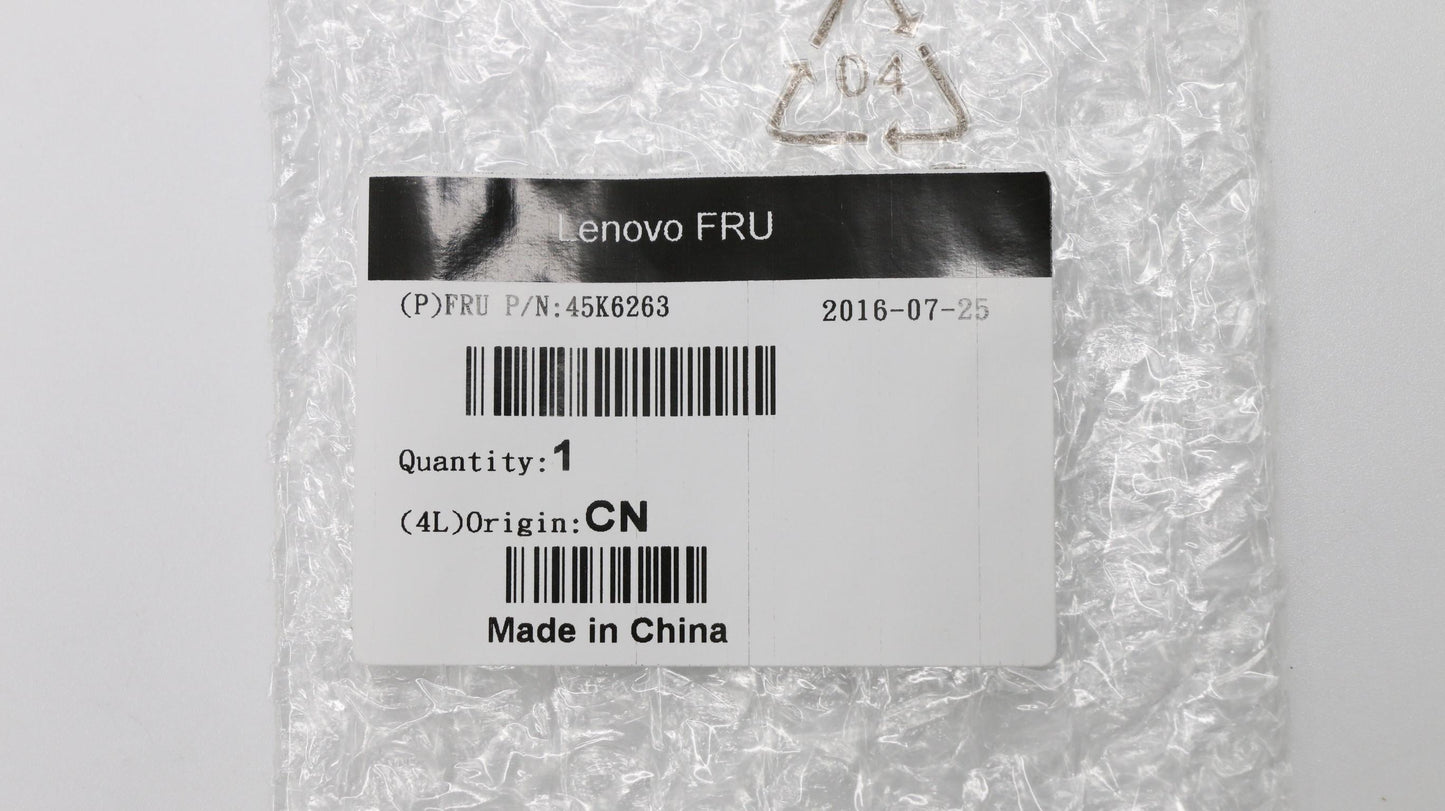 04
Lenovo FRU
(P)FRU P/N:45K6263 2016-07-25
Quantity:1
(4L)Origin:CN
Made in China